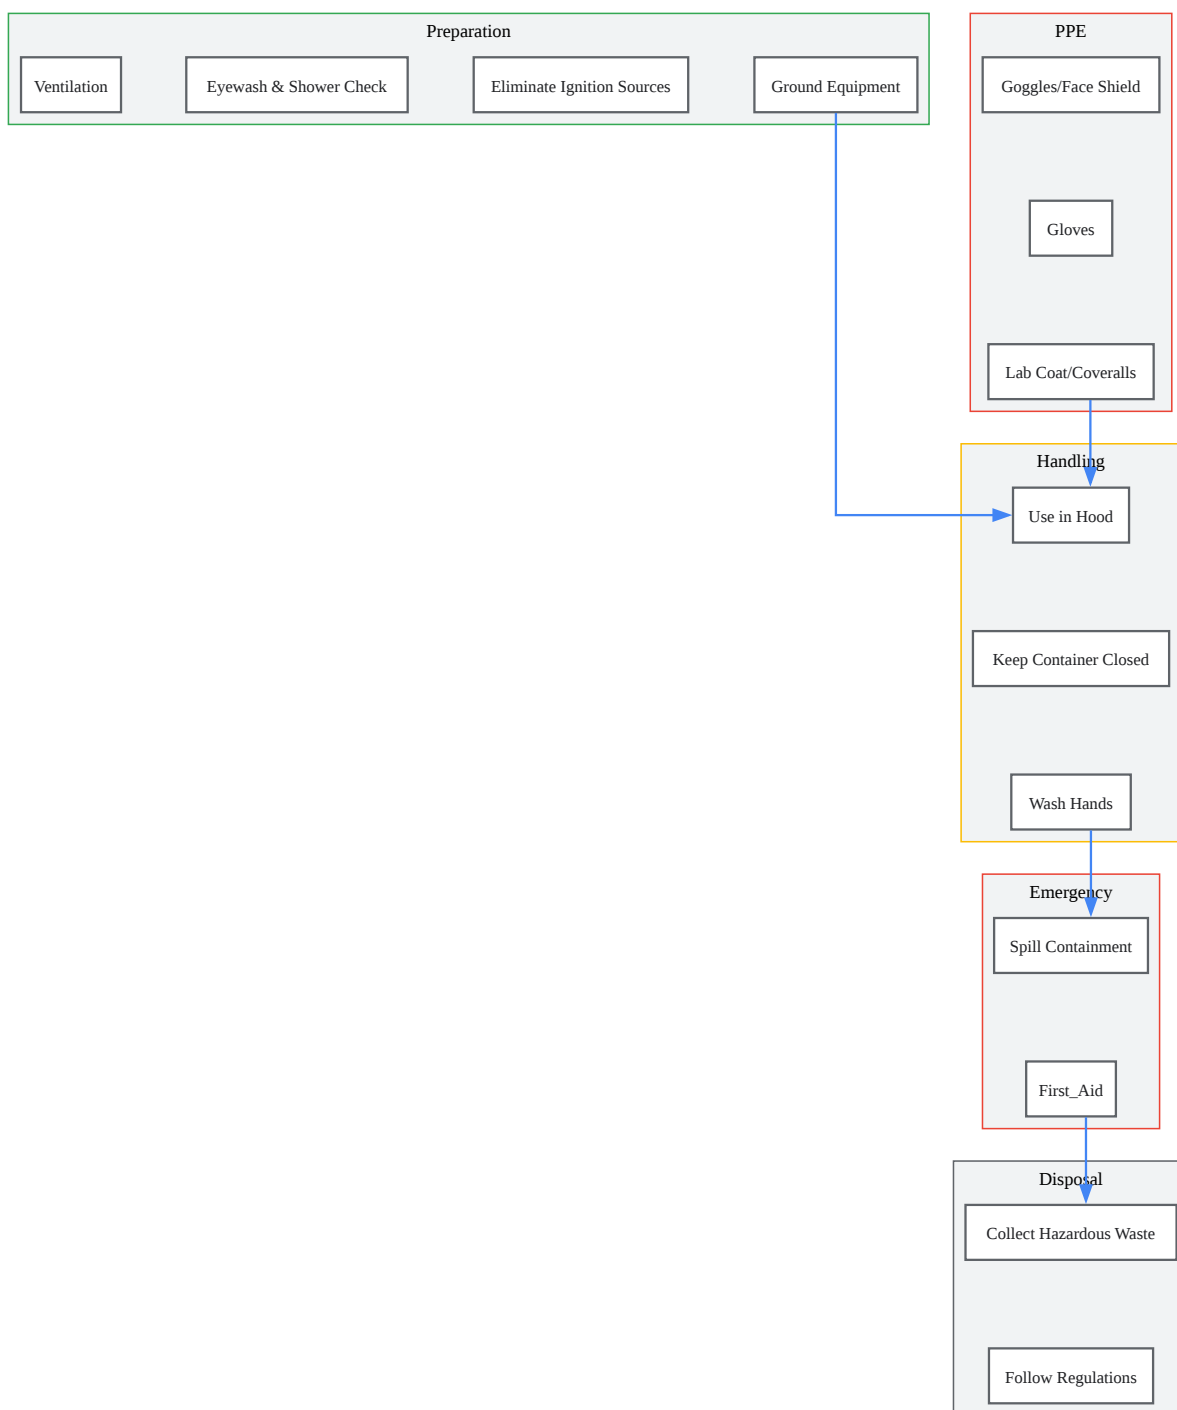 Preparation
Ventilation
Eyewash & Shower Check
Eliminate Ignition Sources
Ground Equipment
PPE
Goggles/Face Shield
Gloves
Lab Coat/Coveralls
Handling
Use in Hood
Keep Container Closed
Wash Hands
Emergency
Spill Containment
First_Aid
Disposal
Collect Hazardous Waste
Follow Regulations